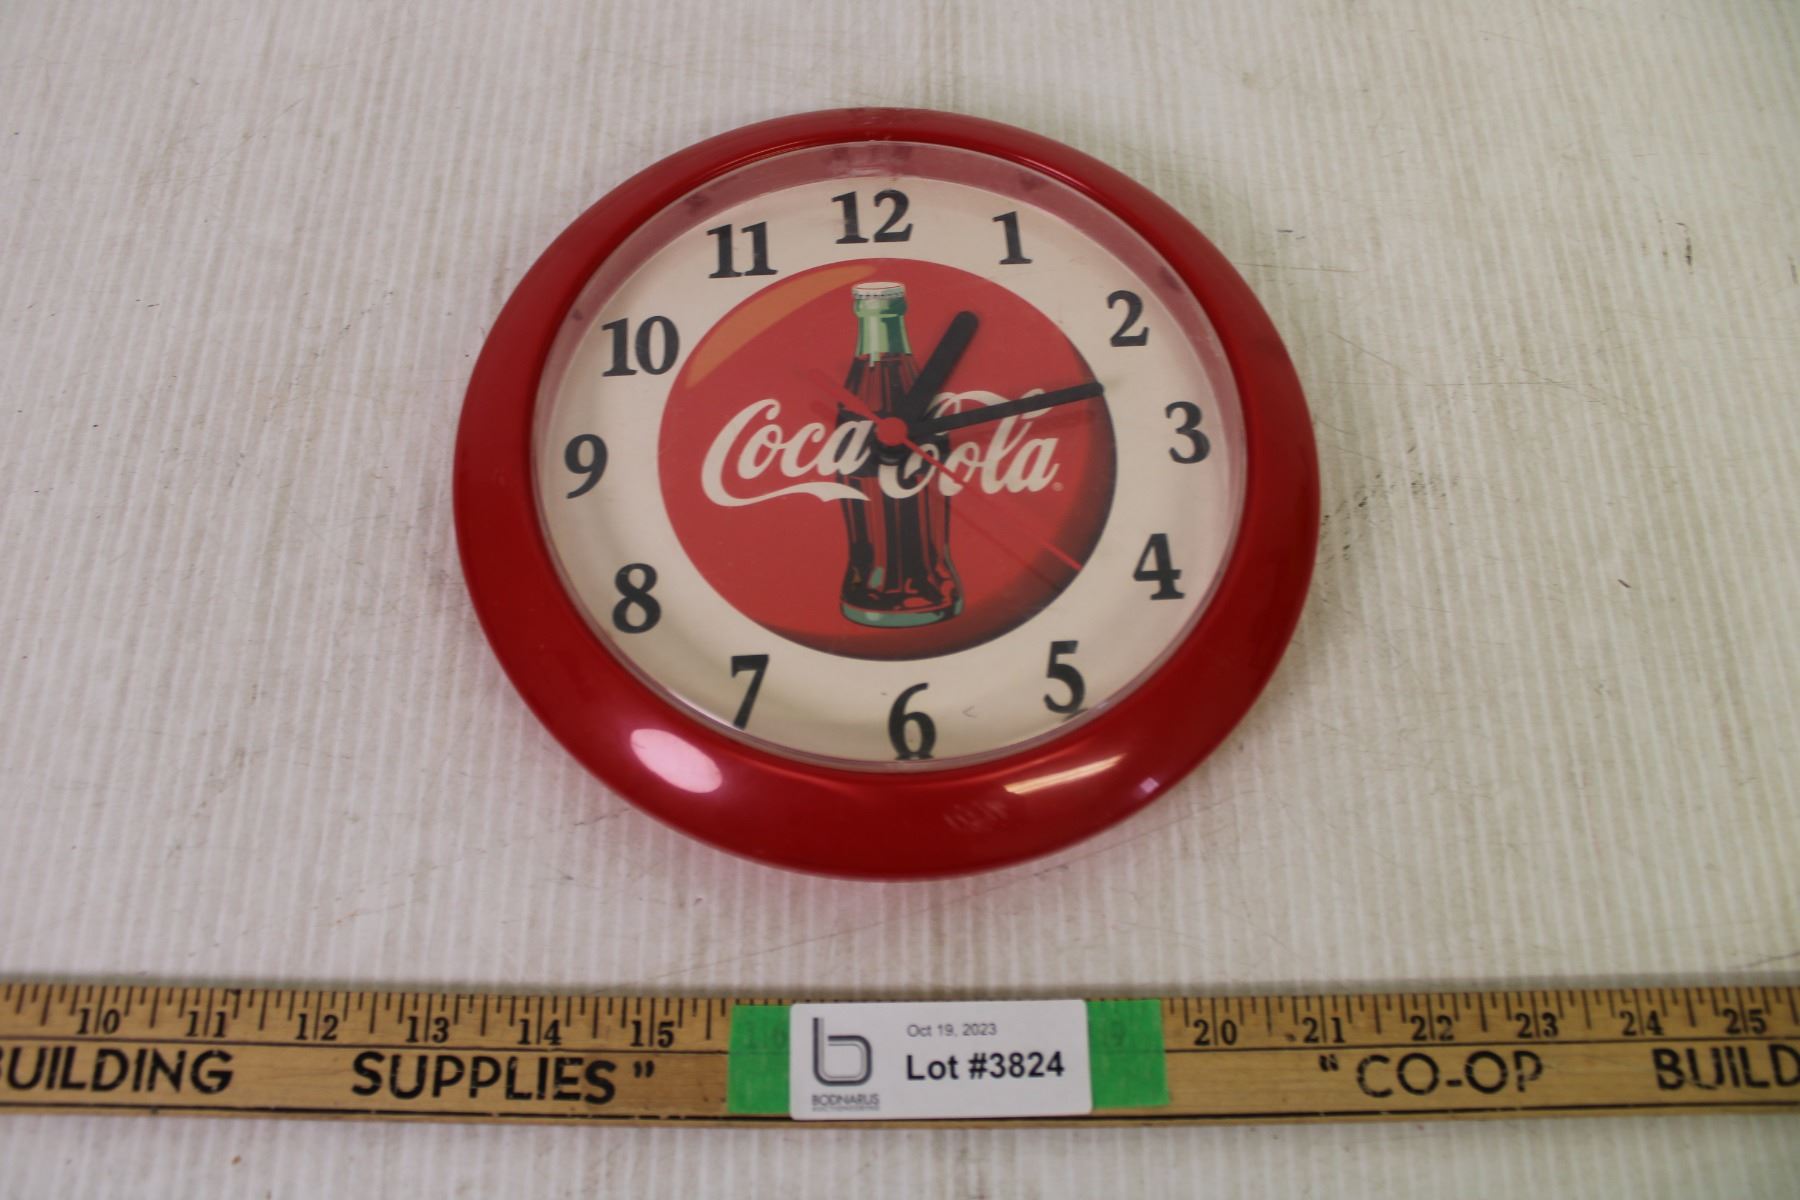 12
1
2
3
4
5
6
7
8
9
10
11
Coca-Cola
10 11 12 13 14 15 20 21 22 23 24 25
BUILDING SUPPLIES" "CO-OP BUILD
Oct 19, 2023
Lot #3824
BODNARUS
AUCTIONEERING